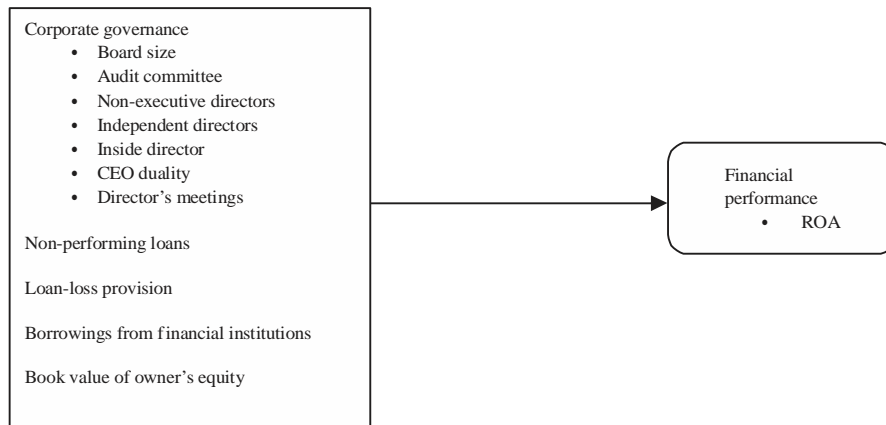 Corporate governance
• Board size
• Audit committee
• Non-executive directors
• Independent directors
• Inside director
• CEO duality
• Director’s meetings
Non-performing loans
Loan-loss provision
Borrowings from financial institutions
Book value of owner’s equity
Financial
performance
• ROA